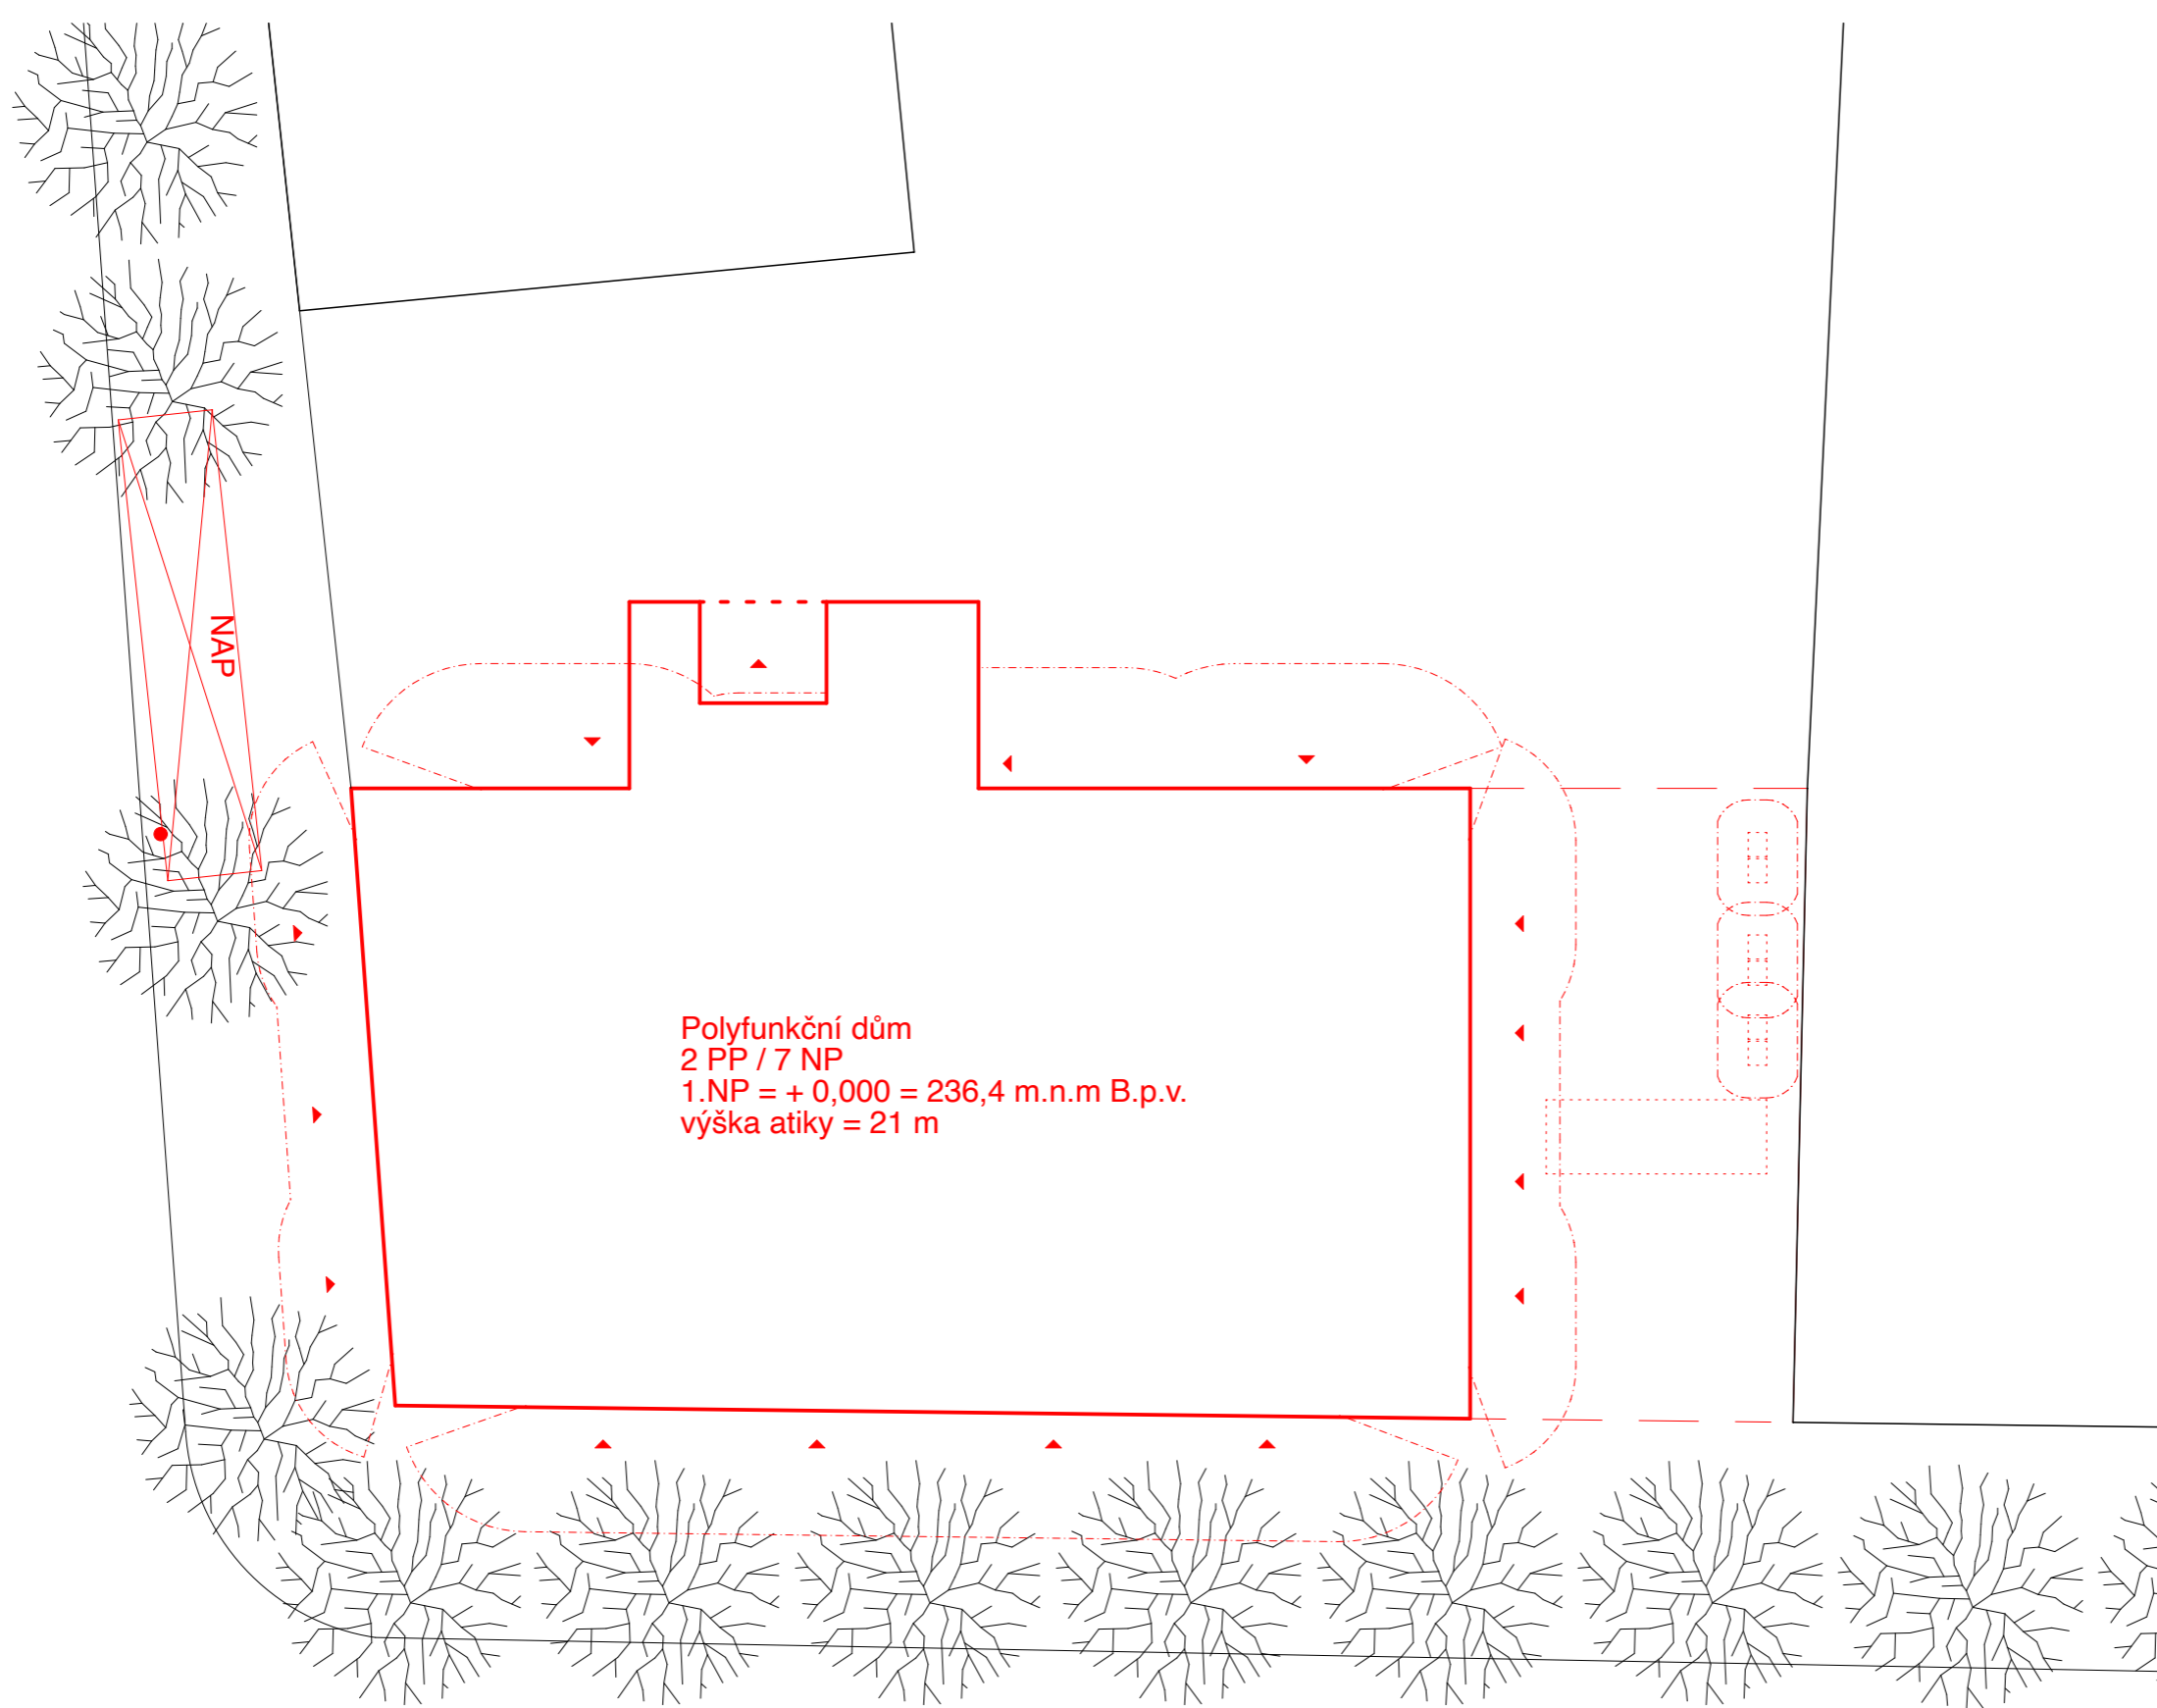 NAP
Polyfunkční dům
2 PP / 7 NP
1.NP = + 0,000 = 236,4 m.n.m B.p.v.
výška atiky = 21 m